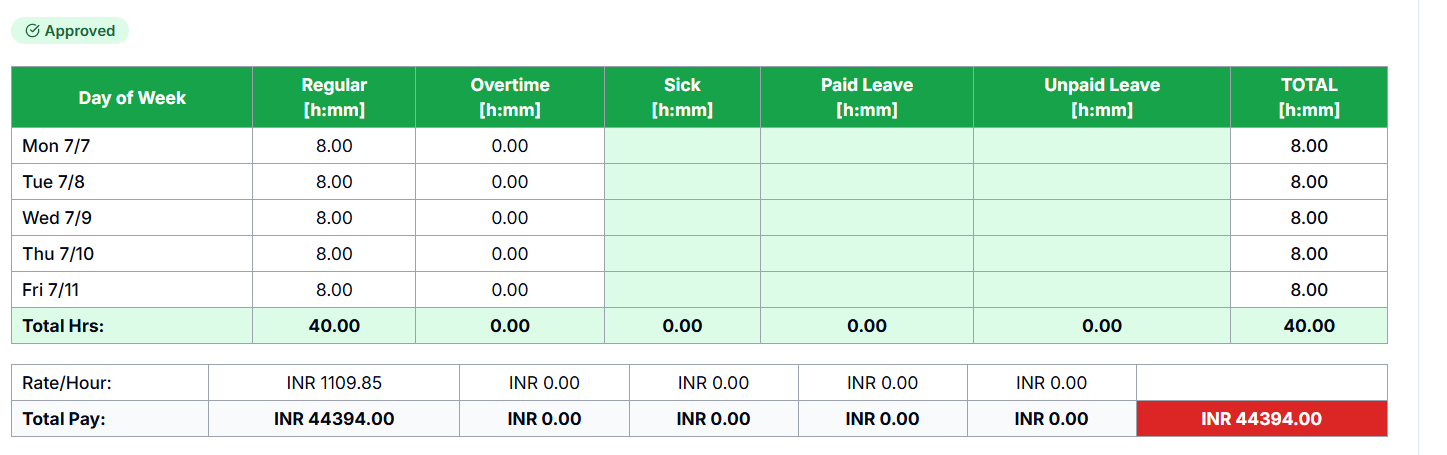 Approved
Day of Week Regular [h:mm] Overtime [h:mm] Sick [h:mm] Paid Leave [h:mm] Unpaid Leave [h:mm] TOTAL [h:mm]
Mon 7/7 8.00 0.00 8.00
Tue 7/8 8.00 0.00 8.00
Wed 7/9 8.00 0.00 8.00
Thu 7/10 8.00 0.00 8.00
Fri 7/11 8.00 0.00 8.00
Total Hrs: 40.00 0.00 0.00 0.00 0.00 40.00
Rate/Hour: INR 1109.85 INR 0.00 INR 0.00 INR 0.00 INR 0.00
Total Pay: INR 44394.00 INR 0.00 INR 0.00 INR 0.00 INR 0.00 INR 44394.00